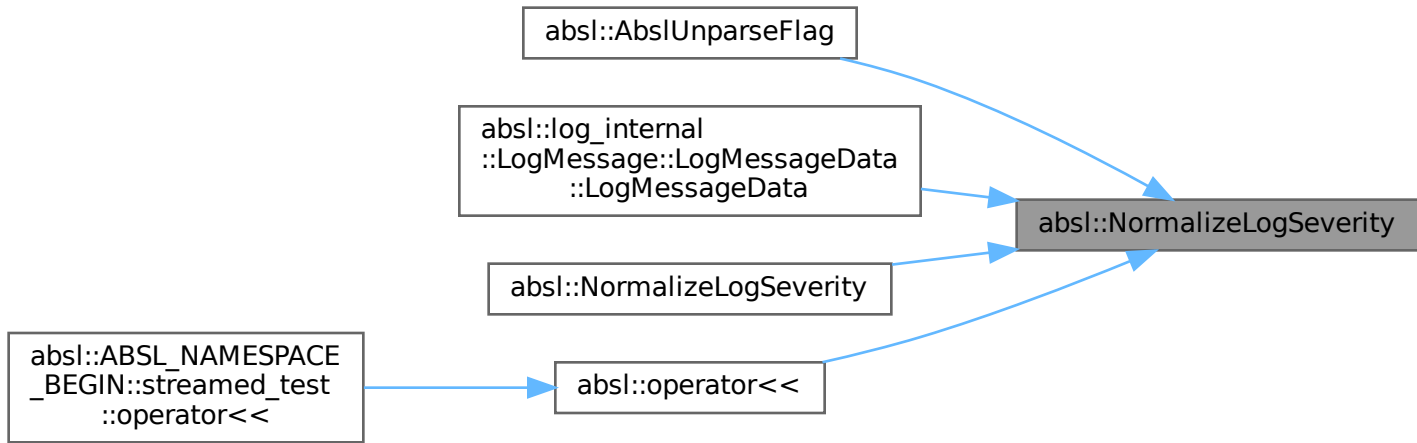 absl::AbslUnparseFlag
absl::log_internal
::LogMessage::LogMessageData
::LogMessageData
absl::NormalizeLogSeverity
absl::NormalizeLogSeverity
absl::ABSL_NAMESPACE
_BEGIN::streamed_test
::operator<<
absl::operator<<